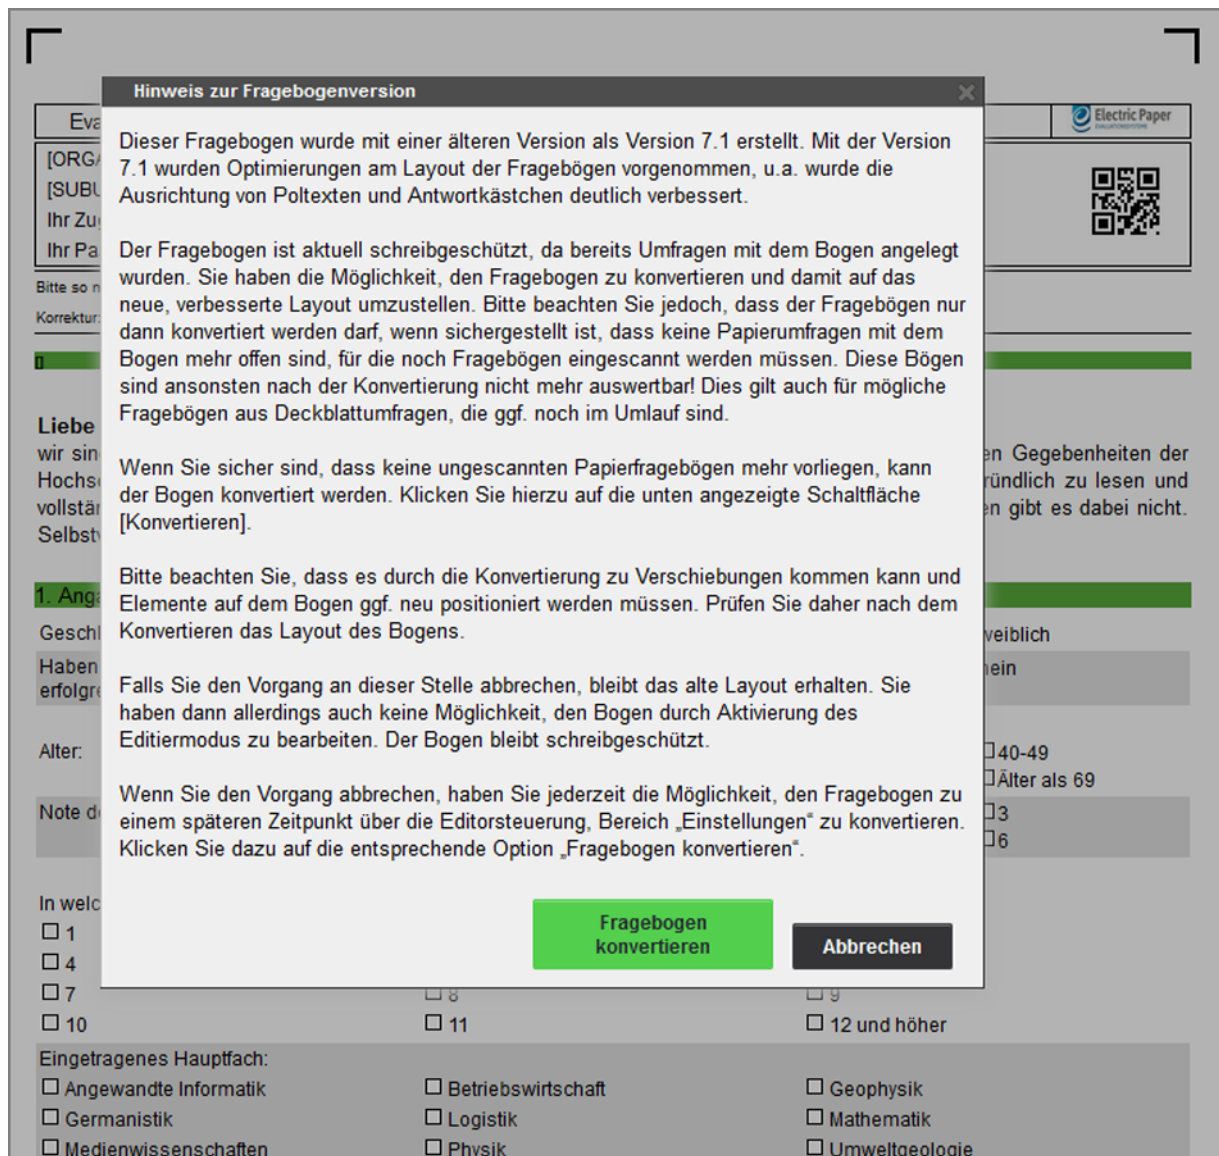 Hinweis zur Fragebogenversion
Electric Paper
EVALUATIONSSYSTEME
Dieser Fragebogen wurde mit einer älteren Version als Version 7.1 erstellt. Mit der Version
7.1 wurden Optimierungen am Layout der Fragebögen vorgenommen, u.a. wurde die
Ausrichtung von Poltexten und Antwortkästchen deutlich verbessert.
Ihr
Ihr
Der Fragebogen ist aktuell schreibgeschützt, da bereits Umfragen mit dem Bogen angelegt
wurden. Sie haben die Möglichkeit, den Fragebogen zu konvertieren und damit auf das
neue, verbesserte Layout umzustellen. Bitte beachten Sie jedoch, dass der Fragebögen nur
dann konvertiert werden darf, wenn sichergestellt ist, dass keine Papierumfragen mit dem
Bogen mehr offen sind, für die noch Fragebögen eingescannt werden müssen. Diese Bögen
sind ansonsten nach der Konvertierung nicht mehr auswertbar! Dies gilt auch für mögliche
Fragebögen aus Deckblattumfragen, die ggf. noch im Umlauf sind.
Bitte so
Korrektur:
Liebe
wir
en Gegebenheiten der
ründlich zu lesen und
en gibt es dabei nicht.
Wenn Sie sicher sind, dass keine ungescannten Papierfragebögen mehr vorliegen, kann
der Bogen konvertiert werden. Klicken Sie hierzu auf die unten angezeigte Schaltfläche
[Konvertieren].
Bitte beachten Sie, dass es durch die Konvertierung zu Verschiebungen kommen kann und
Elemente auf dem Bogen ggf. neu positioniert werden müssen. Prüfen Sie daher nach dem
Konvertieren das Layout des Bogens.
1. Anga
Geschl
weiblich
Haben
nein
erfolgre
Falls Sie den Vorgang an dieser Stelle abbrechen, bleibt das alte Layout erhalten. Sie
haben dann allerdings auch keine Möglichkeit, den Bogen durch Aktivierung des
Editiermodus zu bearbeiten. Der Bogen bleibt schreibgeschützt.
Alter:
40-49
Älter als 69
Note
3
6
Wenn Sie den Vorgang abbrechen, haben Sie jederzeit die Möglichkeit, den Fragebogen zu
einem späteren Zeitpunkt über die Editorsteuerung, Bereich „Einstellungen“ zu konvertieren.
Klicken Sie dazu auf die entsprechende Option „Fragebogen konvertieren“.
Fragebogen
konvertieren
Abbrechen
In welc
1
4
7 8 9
10 11 12 und höher
Eingetragenes Hauptfach:
Angewandte Informatik Betriebswirtschaft Geophysik
Germanistik Logistik Mathematik
Medienwissenschaften Physik Umweltgeologie